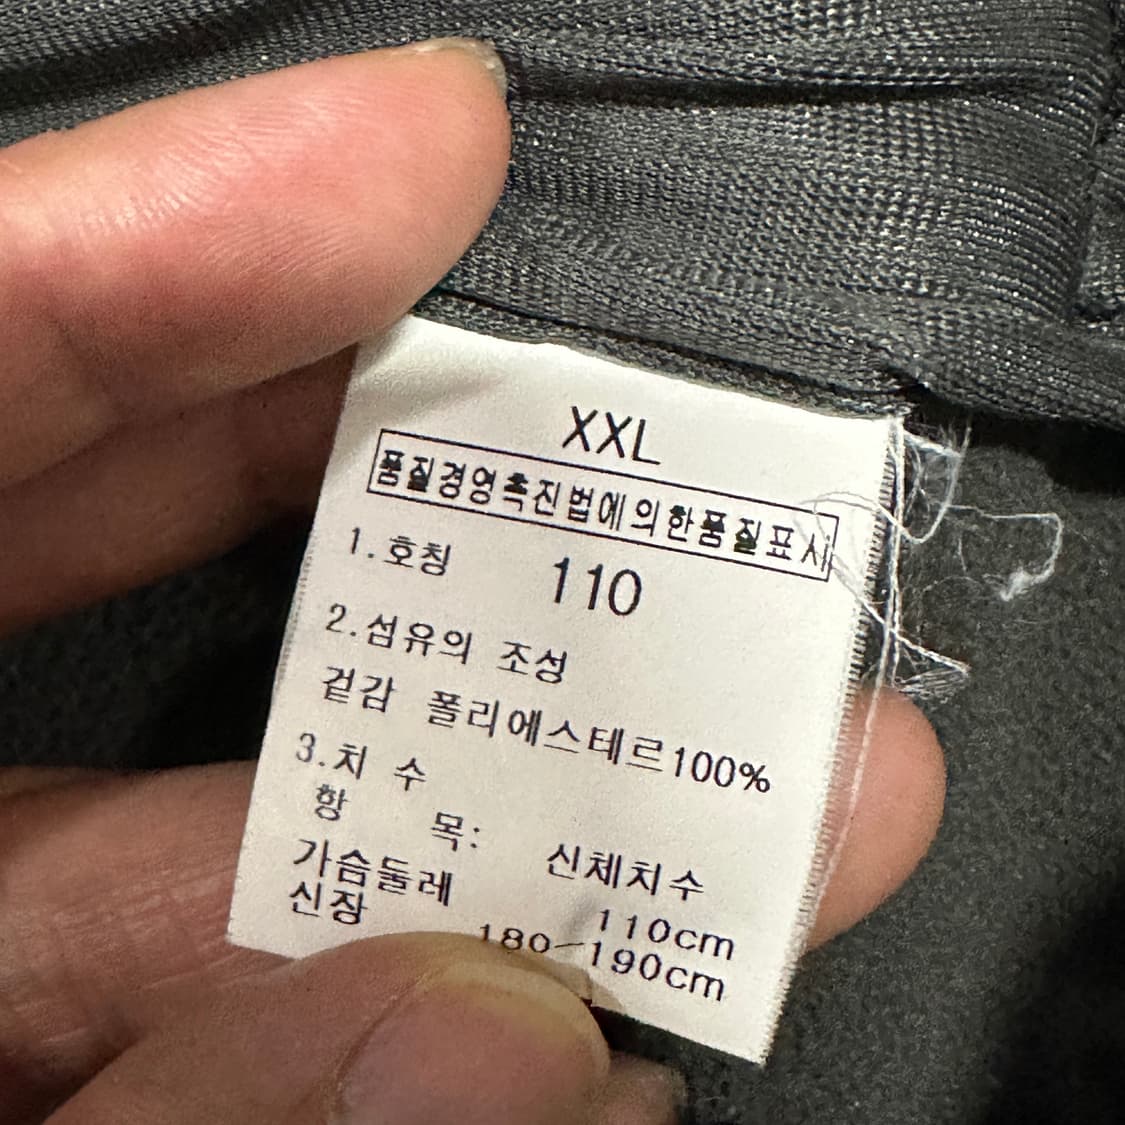 XXL
품질경영촉진법에의한품질표시
1.호칭 110
2.섬유의 조성
겉감 폴리에스테르100%
3.치 수
항 목: 신체치수
가슴둘레 110cm
신장 180-190cm